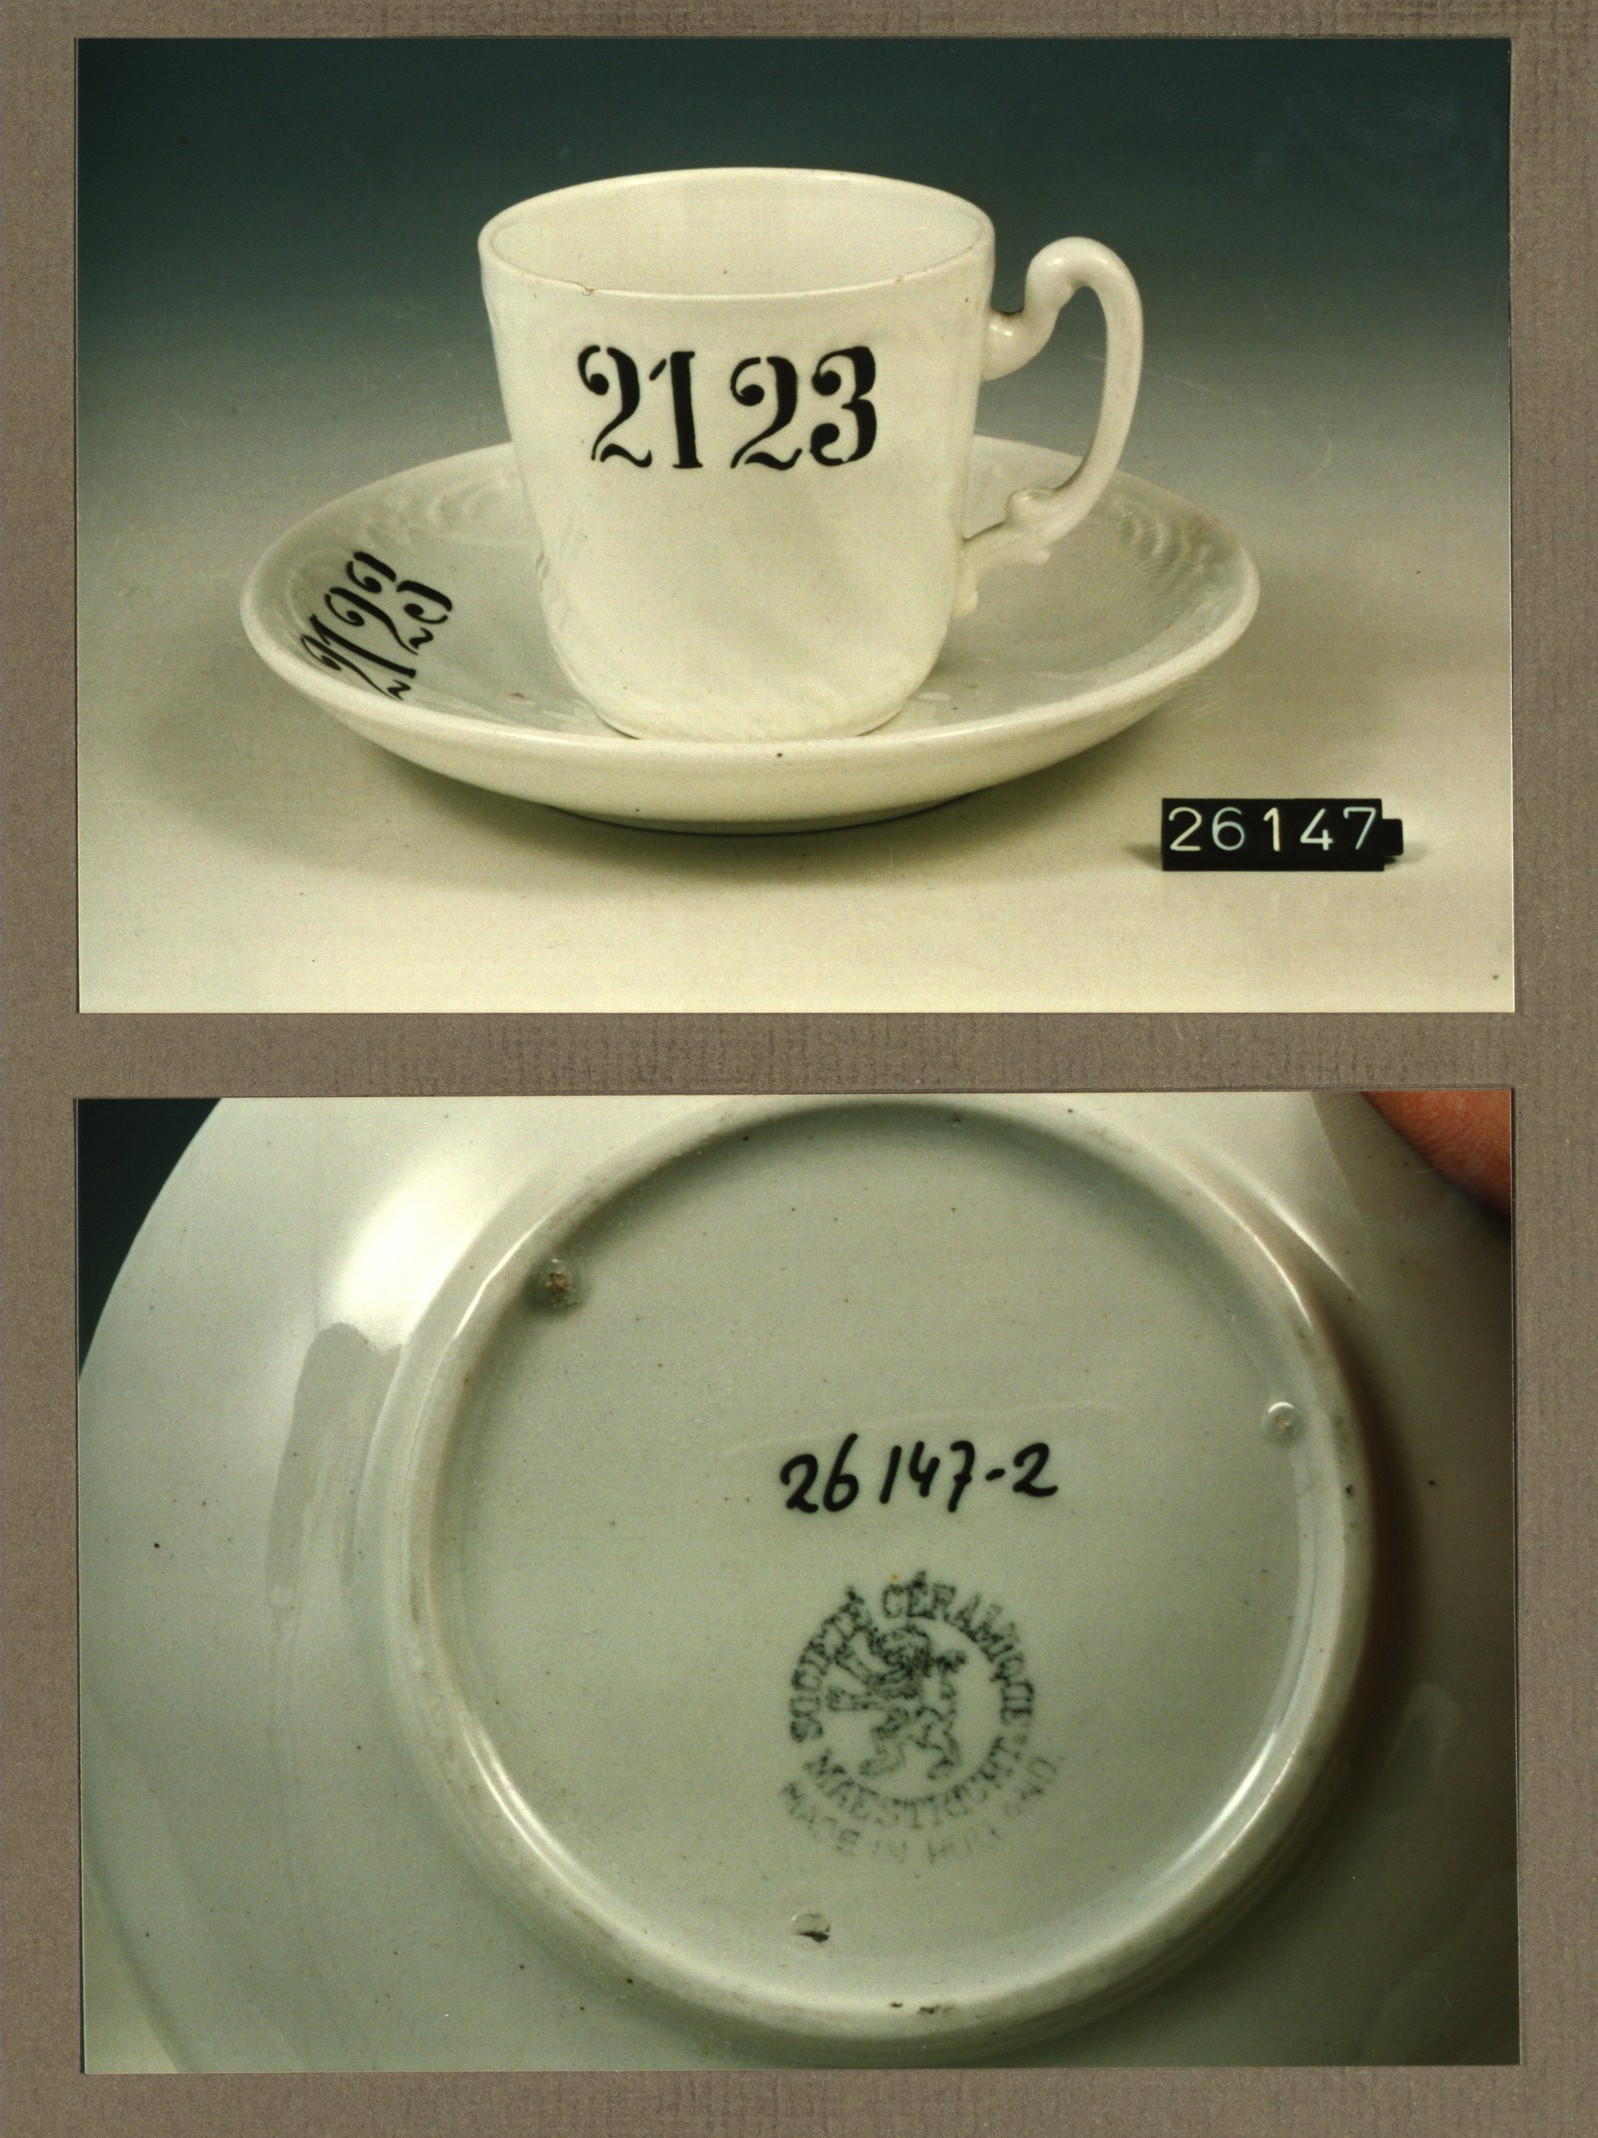 2123
2123
26147
26147-2
SOCIÉTÉ CÉRAMIQUE
MAESTRICHT.
MADE IN HOLLAND.